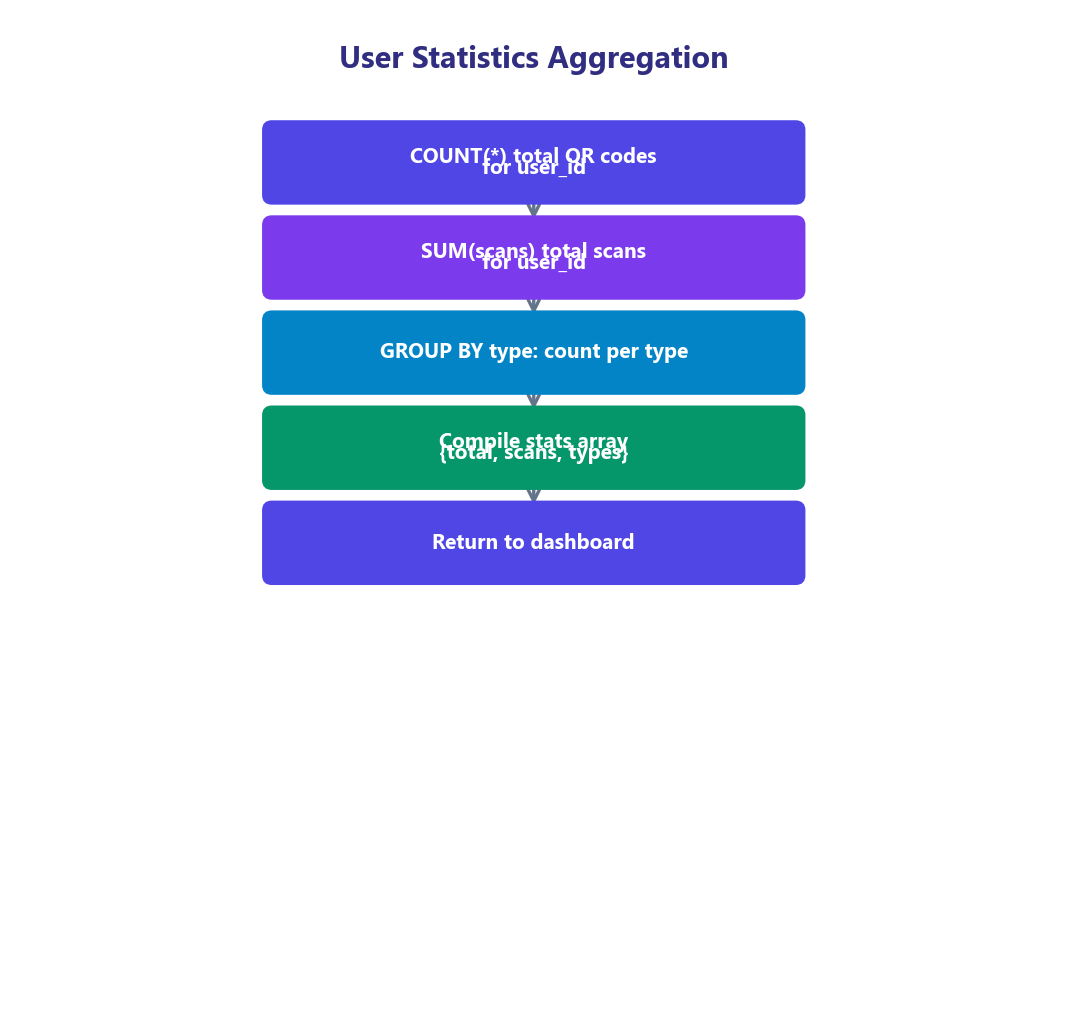 User Statistics Aggregation
COUNT(*) total QR codes
for user_id
SUM(scans) total scans
for user_id
GROUP BY type: count per type
Compile stats array
{total, scans, types}
Return to dashboard